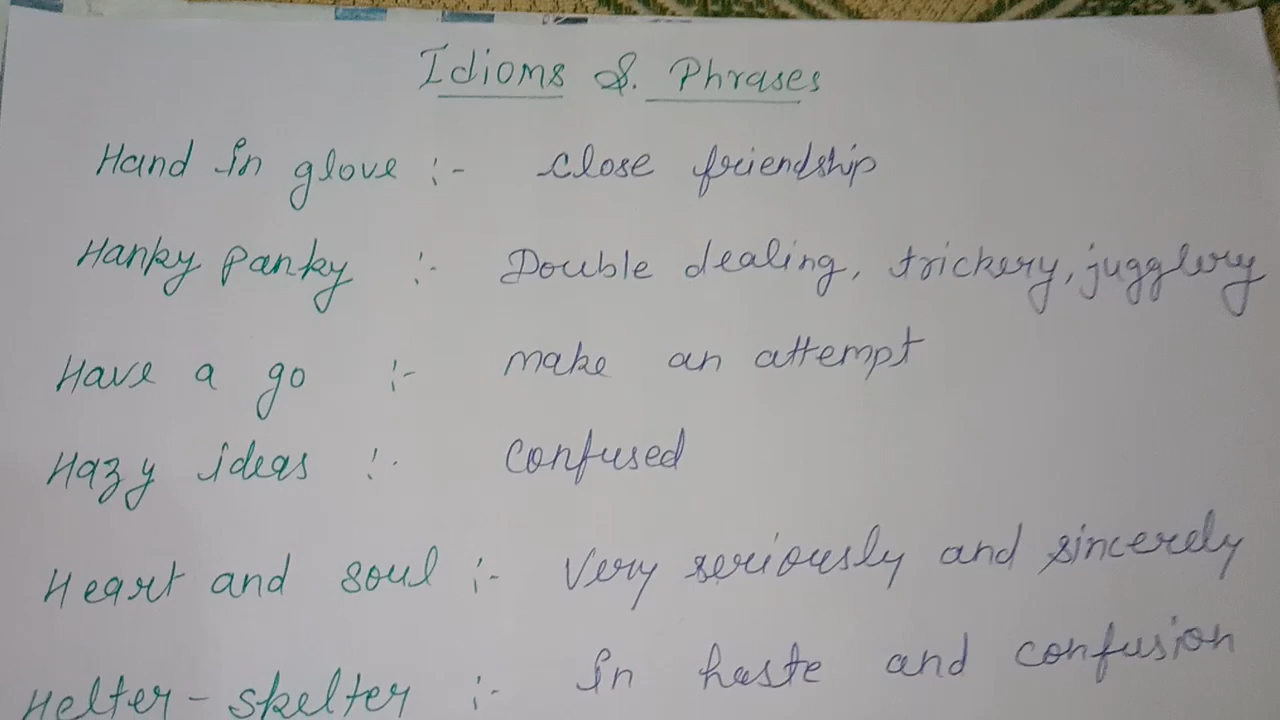 Idioms & Phrases
Hand in glove :- close friendship
Hanky panky :- Double dealing, trickery, jugglery
Have a go :- make an attempt
Hazy ideas :- confused
Heart and soul :- Very seriously and sincerely
Helter-skelter :- In haste and confusion